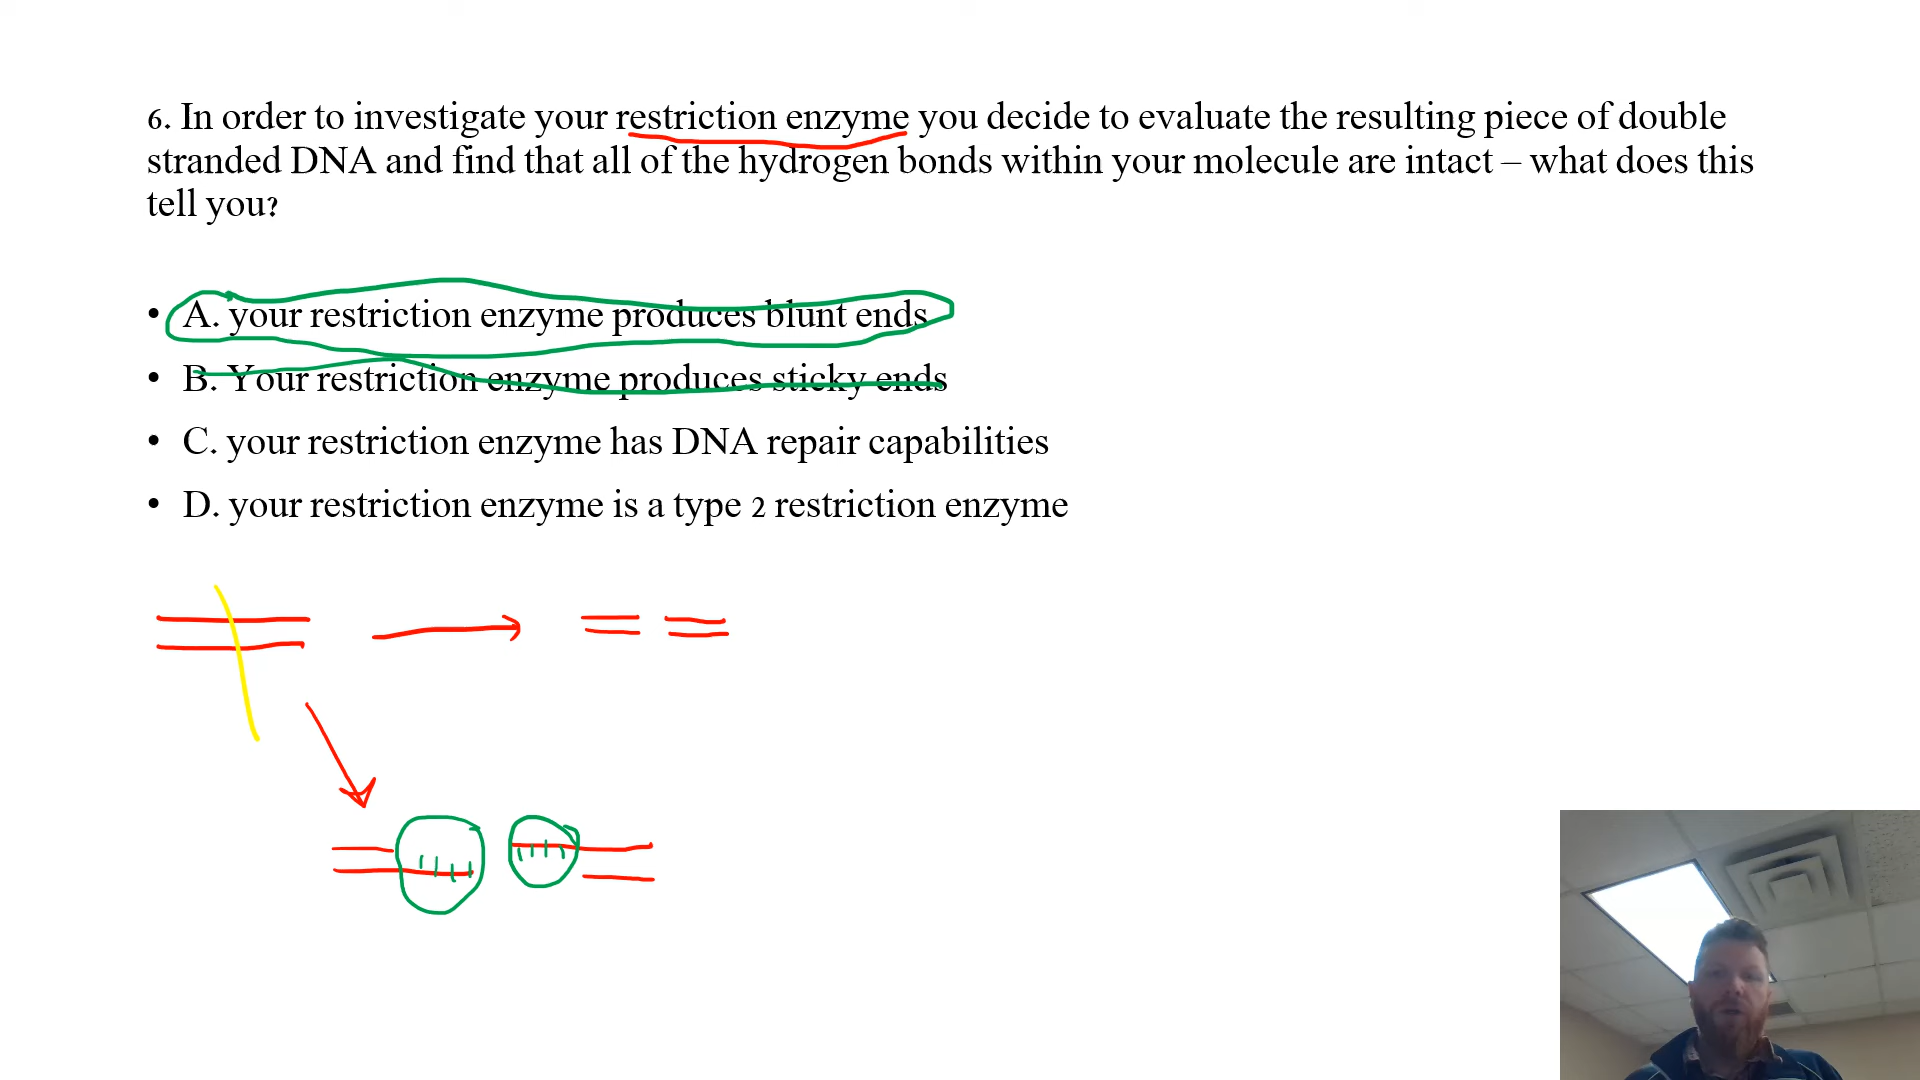 6. In order to investigate your restriction enzyme you decide to evaluate the resulting piece of double
stranded DNA and find that all of the hydrogen bonds within your molecule are intact – what does this
tell you?
• A. your restriction enzyme produces blunt ends
• B. Your restriction enzyme produces sticky ends
• C. your restriction enzyme has DNA repair capabilities
• D. your restriction enzyme is a type 2 restriction enzyme